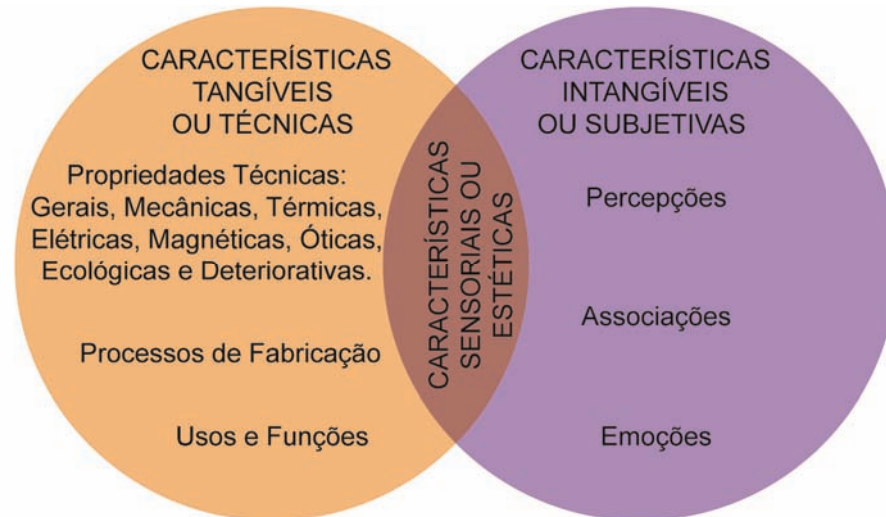 CARACTERÍSTICAS
TANGÍVEIS
OU TÉCNICAS
Propriedades Técnicas:
Gerais, Mecânicas, Térmicas,
Elétricas, Magnéticas, Óticas,
Ecológicas e Deteriorativas.
Processos de Fabricação
Usos e Funções
CARACTERÍSTICAS
SENSORIAIS OU
ESTÉTICAS
CARACTERÍSTICAS
INTANGÍVEIS
OU SUBJETIVAS
Percepções
Associações
Emoções